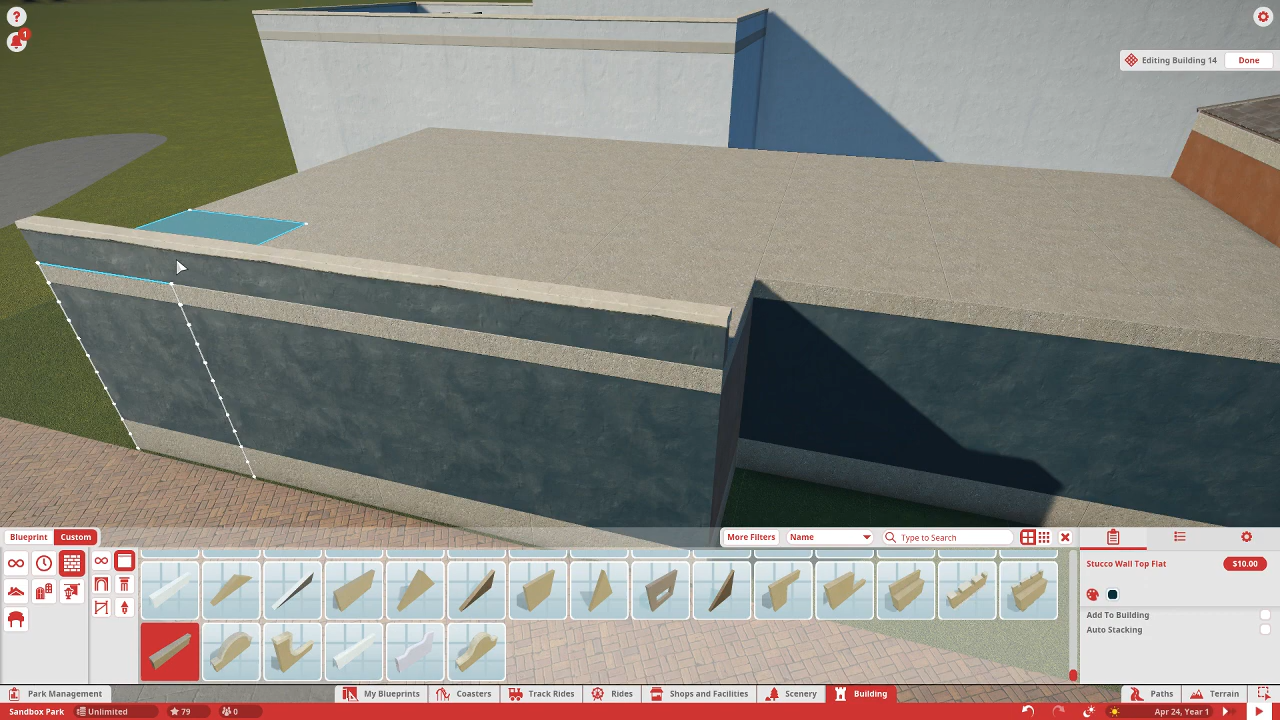 ?
1
Editing Building 14
Done
Blueprint
Custom
More Filters
Name
Type to Search
Stucco Wall Top Flat
$10.00
Add To Building
Auto Stacking
Park Management
My Blueprints
Coasters
Track Rides
Rides
Shops and Facilities
Scenery
Building
Paths
Terrain
Sandbox Park
Unlimited
79
0
Apr 24, Year 1